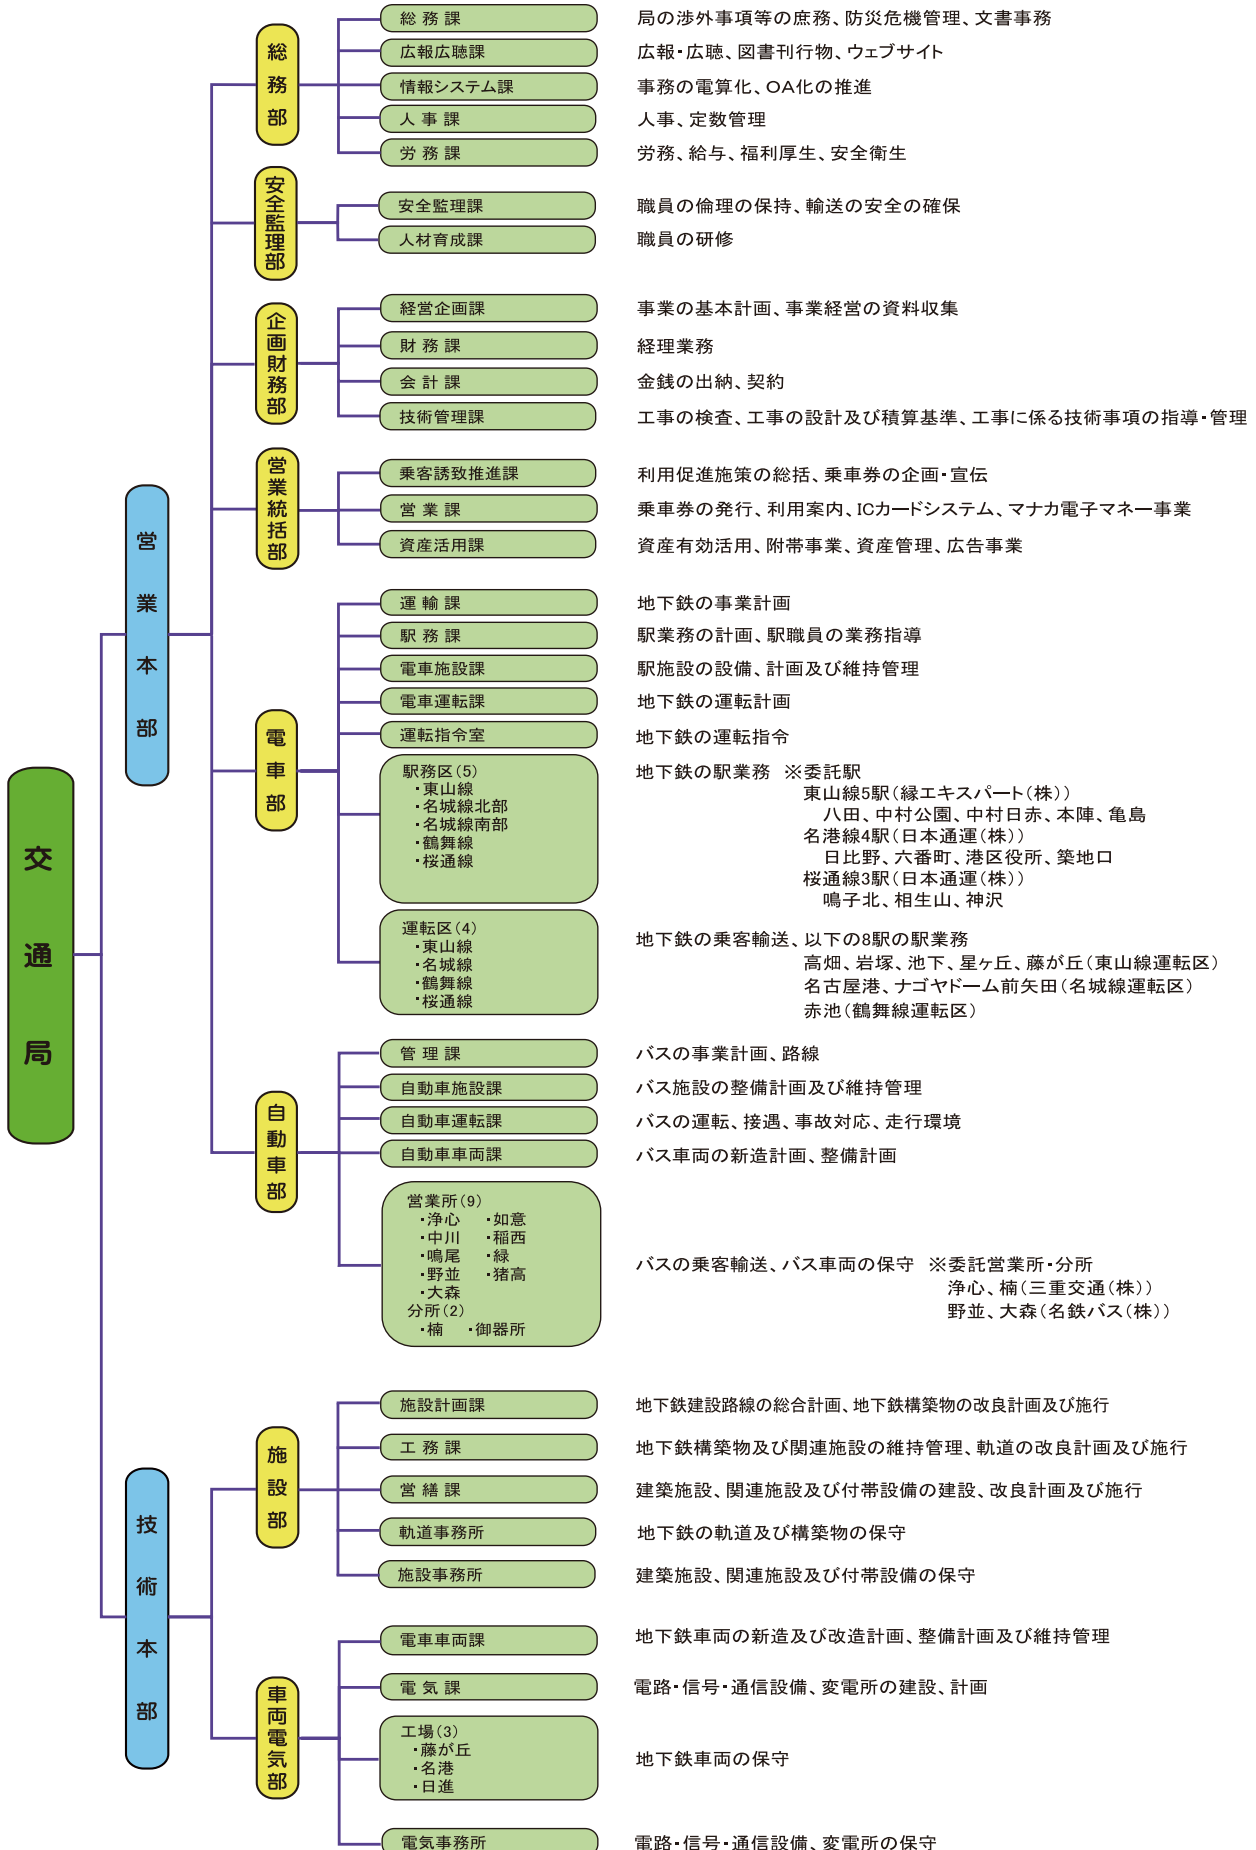 交通局
営業本部
総務部
総務課 局の渉外事項等の庶務、防災危機管理、文書事務
広報広聴課 広報・広聴、図書刊行物、ウェブサイト
情報システム課 事務の電算化、OA化の推進
人事課 人事、定数管理
労務課 労務、給与、福利厚生、安全衛生
安全監理部
安全監理課 職員の倫理の保持、輸送の安全の確保
人材育成課 職員の研修
企画財務部
経営企画課 事業の基本計画、事業経営の資料収集
財務課 経理業務
会計課 金銭の出納、契約
技術管理課 工事の検査、工事の設計及び積算基準、工事に係る技術事項の指導・管理
営業統括部
乗客誘致推進課 利用促進施策の総括、乗車券の企画・宣伝
営業課 乗車券の発行、利用案内、ICカードシステム、マナカ電子マネー事業
資産活用課 資産有効活用、附帯事業、資産管理、広告事業
電車部
運輸課 地下鉄の事業計画
駅務課 駅業務の計画、駅職員の業務指導
電車施設課 駅施設の設備、計画及び維持管理
電車運転課 地下鉄の運転計画
運転指令室 地下鉄の運転指令
駅務区(5)
・東山線
・名城線北部
・名城線南部
・鶴舞線
・桜通線
地下鉄の駅業務 ※委託駅
東山線5駅(縁エキスパート(株))
八田、中村公園、中村日赤、本陣、亀島
名港線4駅(日本通運(株))
日比野、六番町、港区役所、築地口
桜通線3駅(日本通運(株))
鳴子北、相生山、神沢
運転区(4)
・東山線
・名城線
・鶴舞線
・桜通線
地下鉄の乗客輸送、以下の8駅の駅業務
高畑、岩塚、池下、星ヶ丘、藤が丘(東山線運転区)
名古屋港、ナゴヤドーム前矢田(名城線運転区)
赤池(鶴舞線運転区)
自動車部
管理課 バスの事業計画、路線
自動車施設課 バス施設の整備計画及び維持管理
自動車運転課 バスの運転、接遇、事故対応、走行環境
自動車車両課 バス車両の新造計画、整備計画
営業所(9)
・浄心 ・如意
・中川 ・稲西
・鳴尾 ・緑
・野並 ・猪高
・大森
分所(2)
・楠 ・御器所
バスの乗客輸送、バス車両の保守 ※委託営業所・分所
浄心、楠(三重交通(株))
野並、大森(名鉄バス(株))
技術本部
施設部
施設計画課 地下鉄建設路線の総合計画、地下鉄構築物の改良計画及び施行
工務課 地下鉄構築物及び関連施設の維持管理、軌道の改良計画及び施行
営繕課 建築施設、関連施設及び付帯設備の建設、改良計画及び施行
軌道事務所 地下鉄の軌道及び構築物の保守
施設事務所 建築施設、関連施設及び付帯設備の保守
車両電気部
電車車両課 地下鉄車両の新造及び改造計画、整備計画及び維持管理
電気課 電路・信号・通信設備、変電所の建設、計画
工場(3)
・藤が丘
・名港
・日進
地下鉄車両の保守
電気事務所 電路・信号・通信設備、変電所の保守